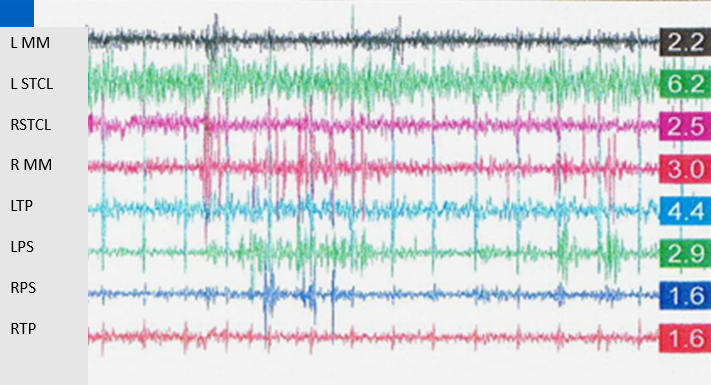 L MM 2.2
L STCL 6.2
RSTCL 2.5
R MM 3.0
LTP 4.4
LPS 2.9
RPS 1.6
RTP 1.6